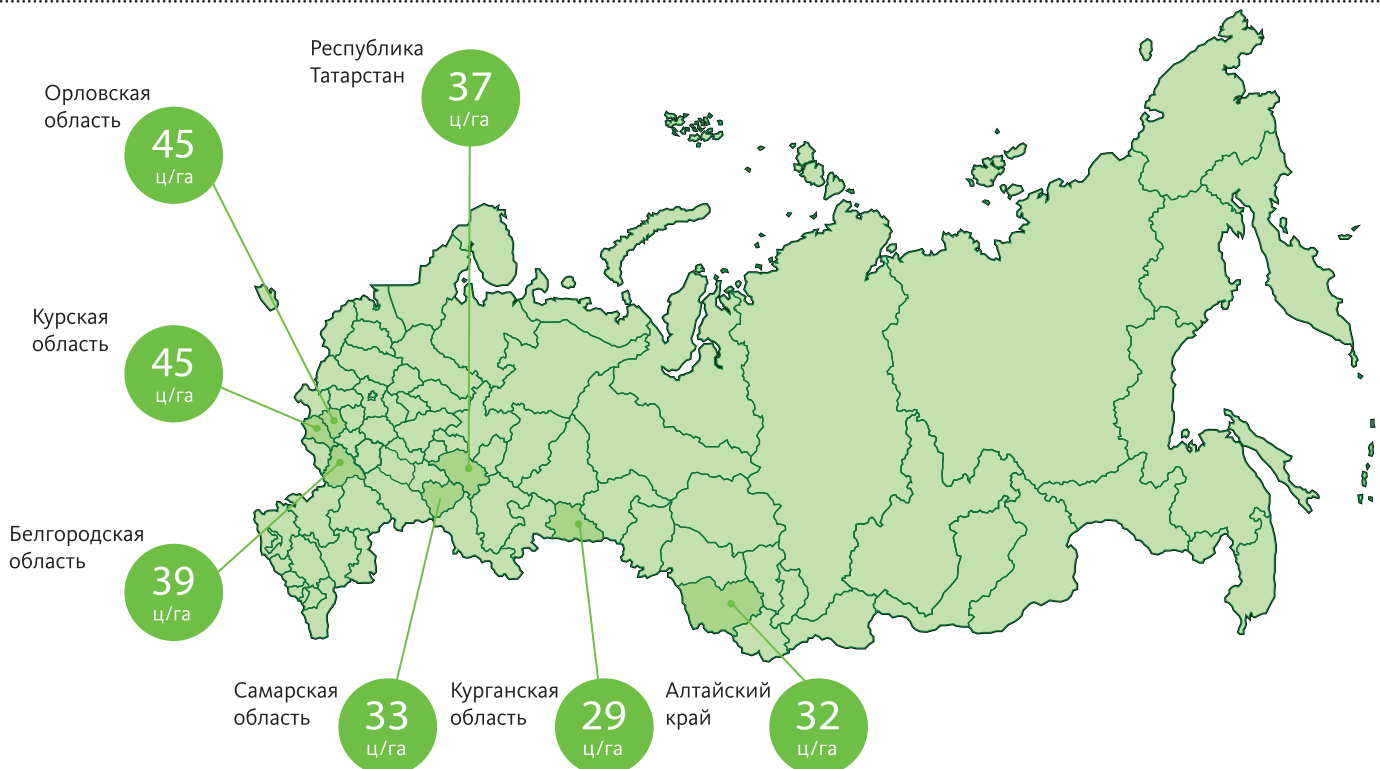 Республика
Татарстан
37
ц/га
Орловская
область
45
ц/га
Курская
область
45
ц/га
Белгородская
область
39
ц/га
Самарская
область
33
ц/га
Курганская
область
29
ц/га
Алтайский
край
32
ц/га